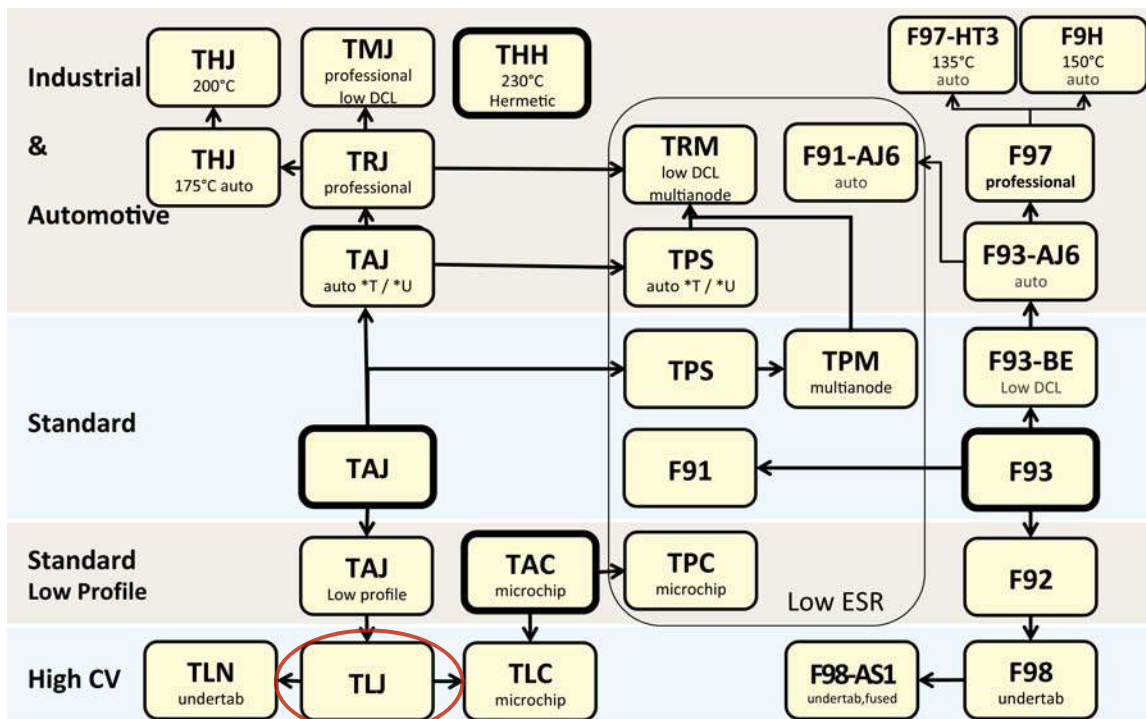 Industrial
&
Automotive
THJ
200°C
TMJ
professional
low DCL
THH
230°C
Hermetic
F97-HT3
135°C
auto
F9H
150°C
auto
THJ
175°C auto
TRJ
professional
TRM
low DCL
multianode
F91-AJ6
auto
F97
professional
TAJ
auto *T / *U
TPS
auto *T / *U
F93-AJ6
auto
Standard
TPS
TPM
multianode
F93-BE
Low DCL
TAJ
F91
F93
Standard
Low Profile
TAJ
Low profile
TAC
microchip
TPC
microchip
Low ESR
F92
High CV
TLN
undertab
TLJ
TLC
microchip
F98-AS1
undertab,fused
F98
undertab